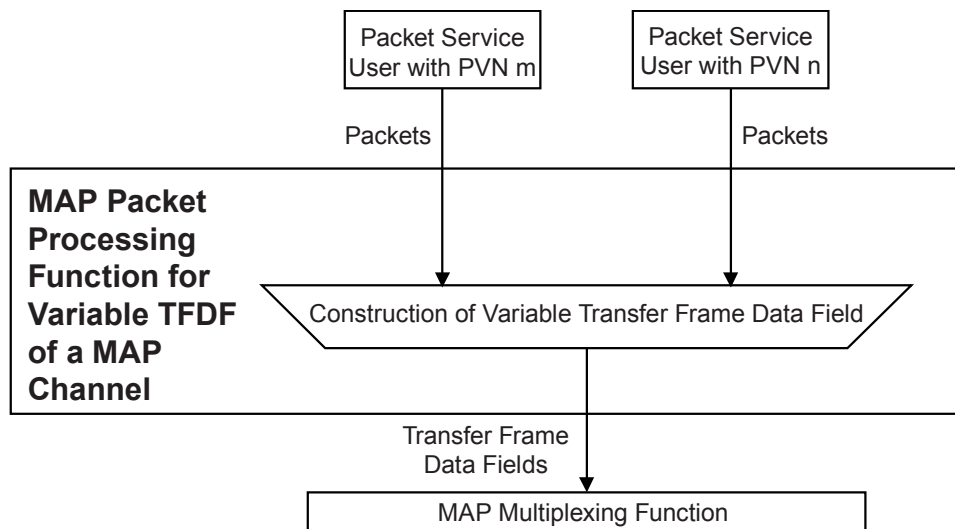 Packet Service
User with PVN m
Packet Service
User with PVN n
Packets
Packets
MAP Packet
Processing
Function for
Variable TFDF
of a MAP
Channel
Construction of Variable Transfer Frame Data Field
Transfer Frame
Data Fields
MAP Multiplexing Function